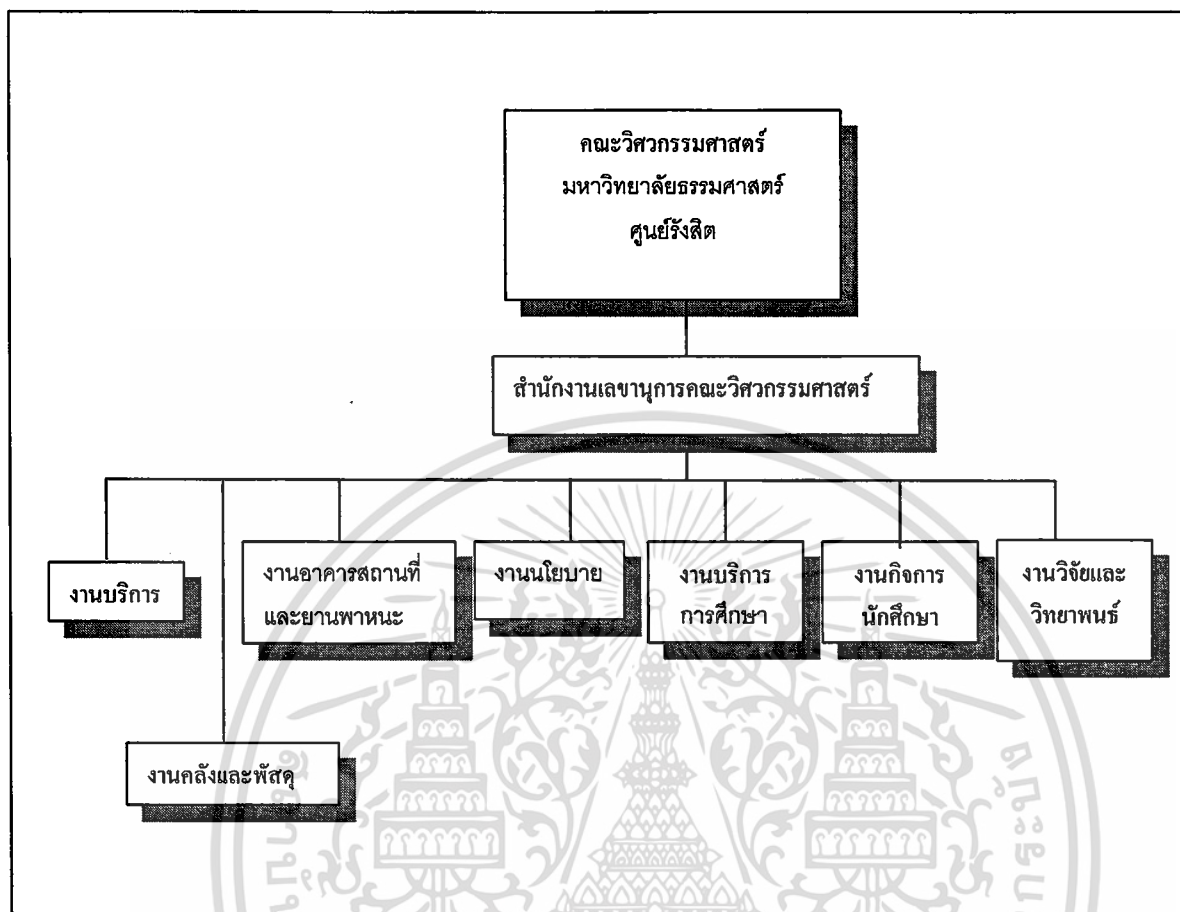 คณะวิศวกรรมศาสตร์
มหาวิทยาลัยธรรมศาสตร์
ศูนย์รังสิต
สำนักงานเลขานุการคณะวิศวกรรมศาสตร์
งานบริการ
งานอาคารสถานที่
และยานพาหนะ
งานนโยบาย
งานบริการ
การศึกษา
งานกิจการ
นักศึกษา
งานวิจัยและ
วิทยาพนธ์
งานคลังและพัสดุ